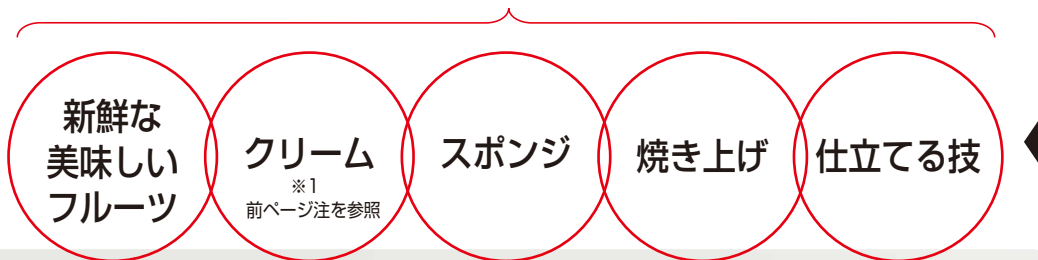 新鮮な
美味しい
フルーツ
クリーム
※1
前ページ注を参照
スポンジ
焼き上げ
仕立てる技